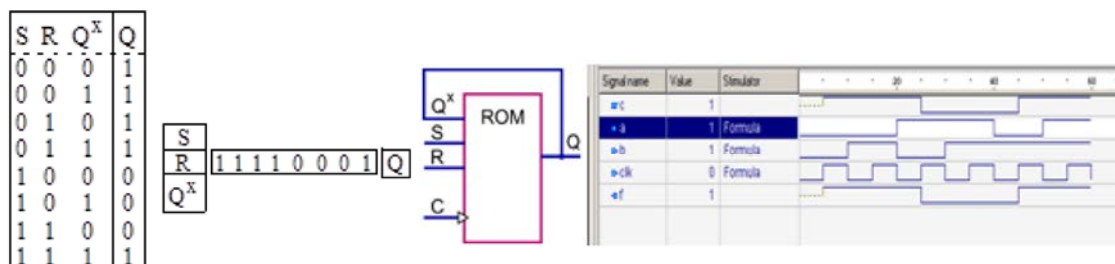 S R Q^X Q
0 0 0 1
0 0 1 1
0 1 0 1
0 1 1 1
1 0 0 0
1 0 1 0
1 1 0 0
1 1 1 1
S
R 1 1 1 1 0 0 0 1 Q
Q^X
Q^X ROM
S
R
Q
C
Signal name Value Stimulator 20 40 60
c 1
a 1 Formula
b 1 Formula
clk 0 Formula
f 1